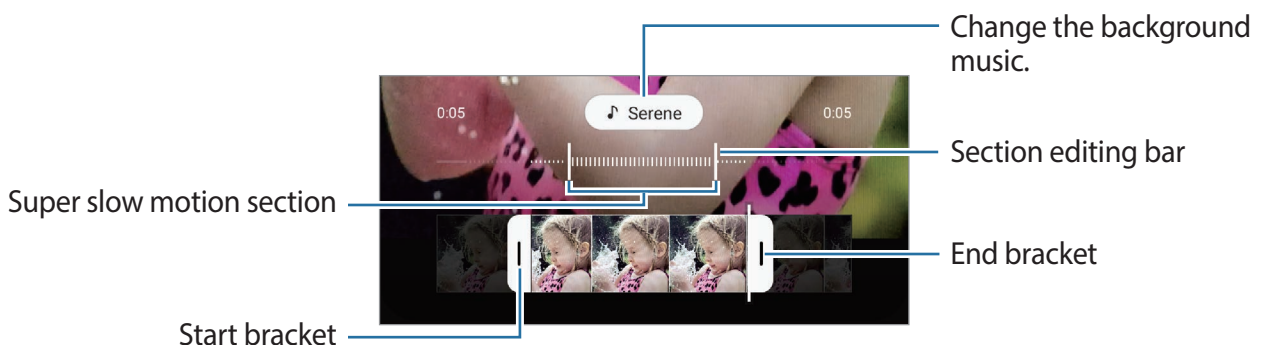 Change the background
music.
0:05
♪ Serene
0:05
Section editing bar
Super slow motion section
End bracket
Start bracket